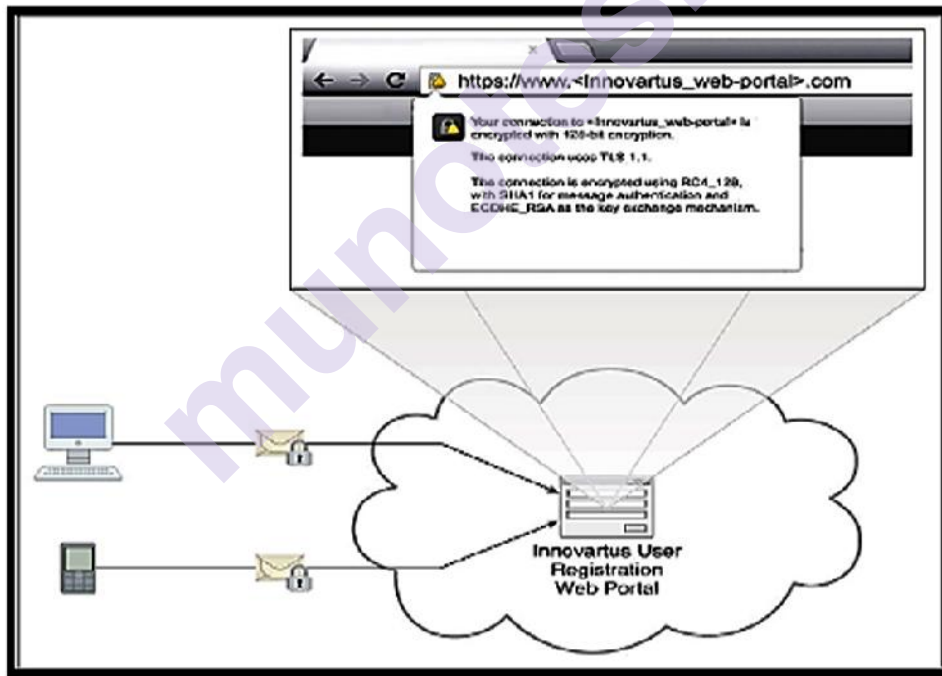 https://www.<Innovartus_web-portal>.com
Your connection to <Innovartus_web-portal> is
encrypted with 128-bit encryption.
The connection uses TLS 1.1.
The connection is encrypted using RC4_128,
with SHA1 for message authentication and
ECDHE_RSA as the key exchange mechanism.
Innovartus User
Registration
Web Portal
munotes